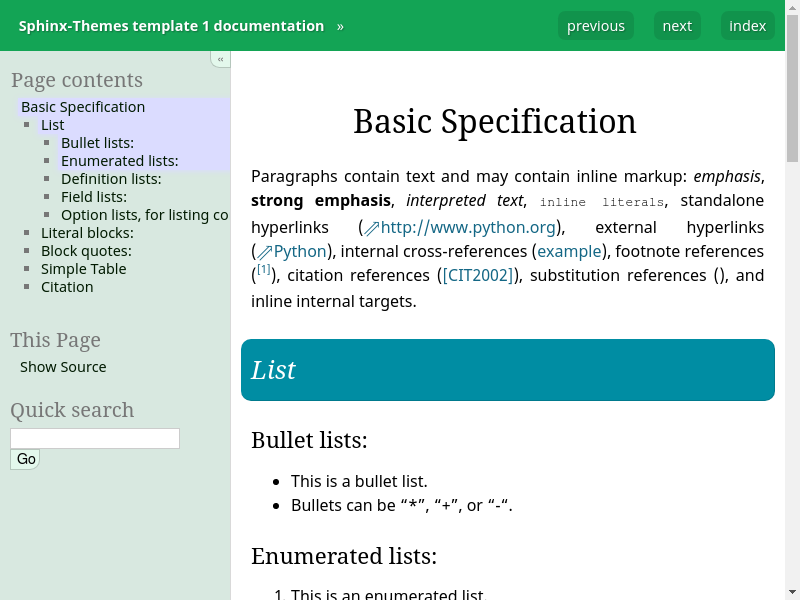 Sphinx-Themes template 1 documentation »
previous
next
index
«
Page contents
Basic Specification
List
Bullet lists:
Enumerated lists:
Definition lists:
Field lists:
Option lists, for listing co
Literal blocks:
Block quotes:
Simple Table
Citation
This Page
Show Source
Quick search
Go
Basic Specification
Paragraphs contain text and may contain inline markup: emphasis,
strong emphasis, interpreted text, inline literals, standalone
hyperlinks (http://www.python.org), external hyperlinks
(Python), internal cross-references (example), footnote references
([1]), citation references ([CIT2002]), substitution references (), and
inline internal targets.
List
Bullet lists:
• This is a bullet list.
• Bullets can be “*”, “+”, or “-“.
Enumerated lists:
1. This is an enumerated list.